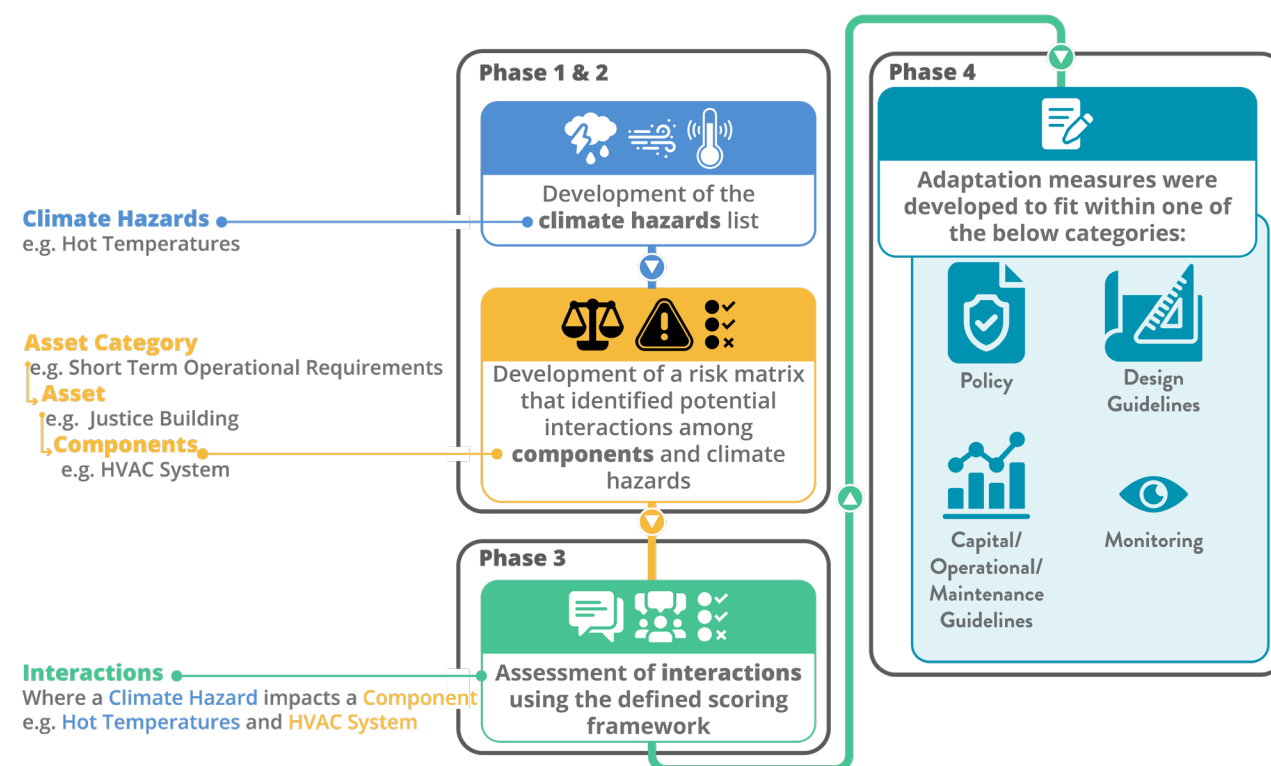 Phase 1 & 2
Development of the
climate hazards list
Climate Hazards
e.g. Hot Temperatures
Development of a risk matrix
that identified potential
interactions among
components and climate
hazards
Asset Category
e.g. Short Term Operational Requirements
Asset
e.g. Justice Building
Components
e.g. HVAC System
Phase 3
Assessment of interactions
using the defined scoring
framework
Interactions
Where a Climate Hazard impacts a Component
e.g. Hot Temperatures and HVAC System
Phase 4
Adaptation measures were
developed to fit within one of
the below categories:
Policy
Design
Guidelines
Capital/
Operational/
Maintenance
Guidelines
Monitoring